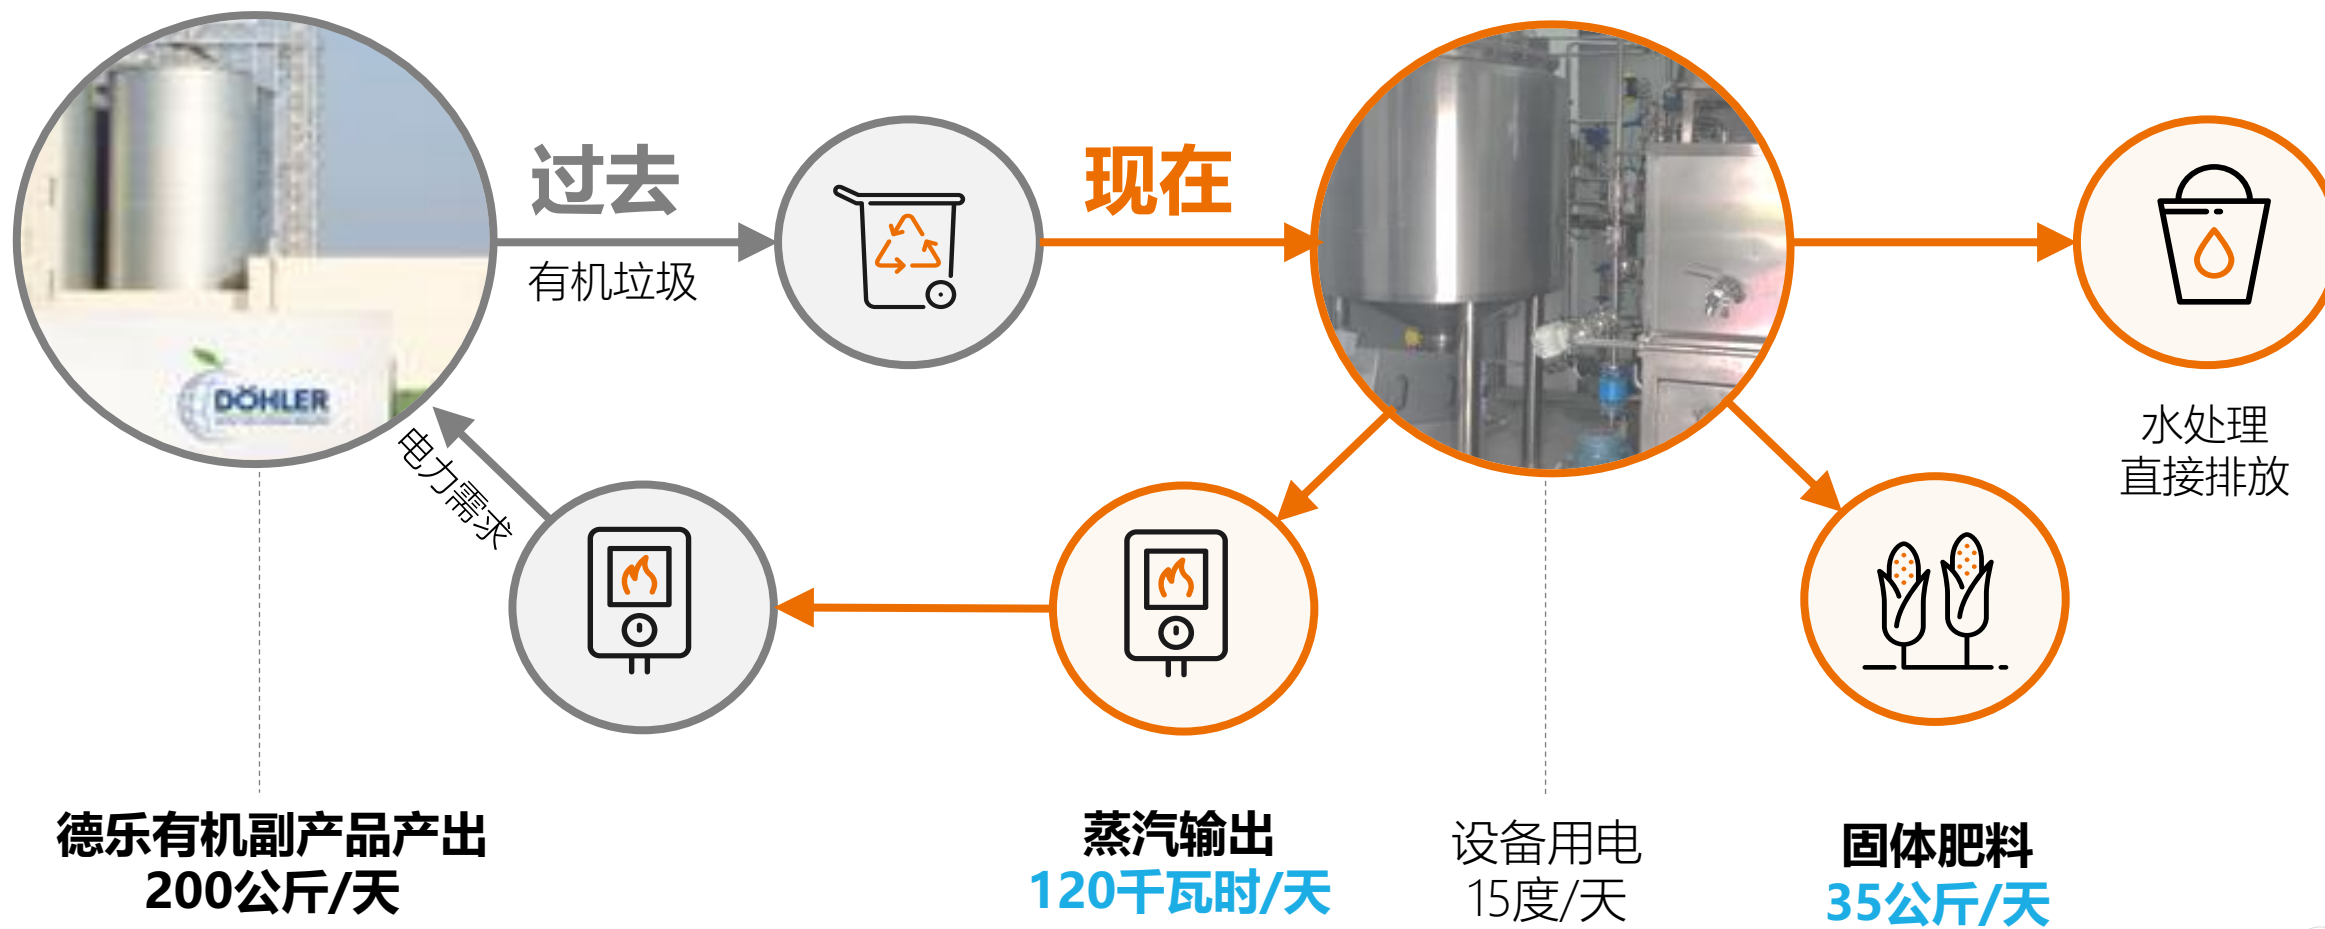 过去
现在
有机垃圾
DÖHLER
电力需求
水处理
直接排放
德乐有机副产品产出
200公斤/天
蒸汽输出
120千瓦时/天
设备用电
15度/天
固体肥料
35公斤/天